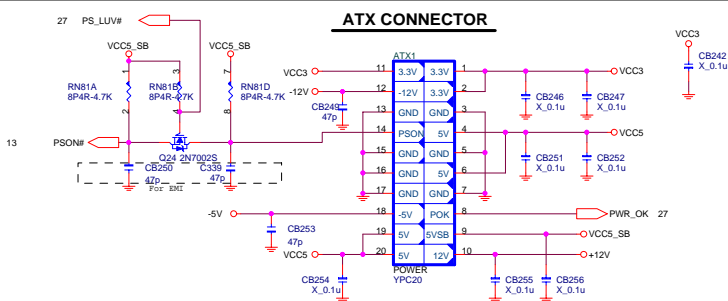 ATX CONNECTOR
27 PS_LUV#
VCC5_SB
VCC5_SB
RN81A
8P4R-4.7K
RN81B
8P4R-4.7K
RN81D
8P4R-4.7K
1
2
3
4
7
8
13 PSON#
Q24 2N7002S
CB250
47p
C339
47p
For EMI
ATX1
VCC3 11 3.3V 3.3V 1 VCC3
-12V 12 -12V 3.3V 2
13 GND GND 3
14 PSON 5V 4 VCC5
15 GND GND 5
16 GND 5V 6
17 GND GND 7
-5V 18 -5V POK 8 PWR_OK 27
19 5V 5VSB 9 VCC5_SB
VCC5 20 5V 12V 10 +12V
POWER
YPC20
CB249
47p
CB253
47p
CB254
X_0.1u
CB246
X_0.1u
CB247
X_0.1u
CB251
X_0.1u
CB252
X_0.1u
CB255
X_0.1u
CB256
X_0.1u
VCC3
CB242
X_0.1u